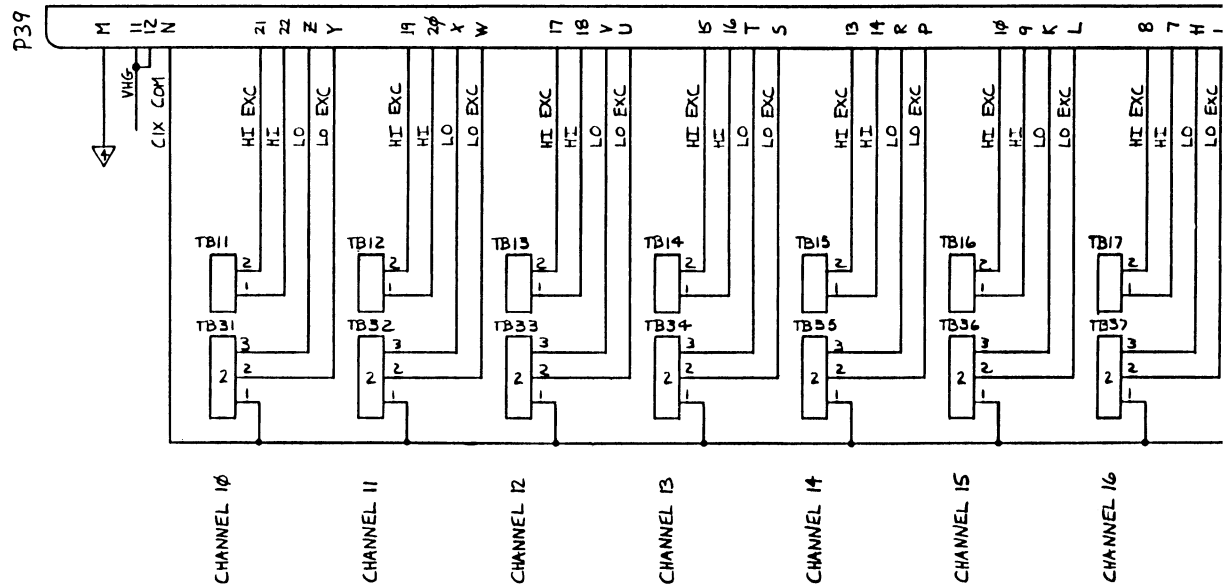 P39
M 11 12 N 21 22 Z Y 19 2Ø X W 17 18 V U 15 16 T S 13 14 R P 1Ø 9 K L 8 7 H
VHG
CIX COM
HI EXC HI LO LO EXC
HI EXC HI LO LO EXC
HI EXC HI LO LO EXC
HI EXC HI LO LO EXC
HI EXC HI LO LO EXC
HI EXC HI LO LO EXC
HI EXC HI LO LO EXC
4
TB11 TB12 TB13 TB14 TB15 TB16 TB17
2 2 2 2 2 2 2
1 1 1 1 1 1 1
TB31 TB32 TB33 TB34 TB35 TB36 TB37
3 3 3 3 3 3 3
2 2 2 2 2 2 2 2 2 2 2 2 2 2
1 1 1 1 1 1 1
CHANNEL 1Ø
CHANNEL 11
CHANNEL 12
CHANNEL 13
CHANNEL 14
CHANNEL 15
CHANNEL 16